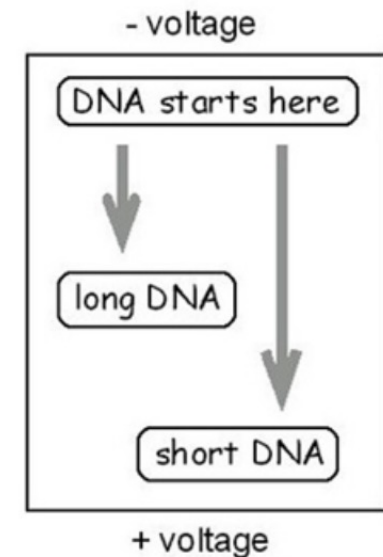 - voltage
DNA starts here
long DNA
short DNA
+ voltage